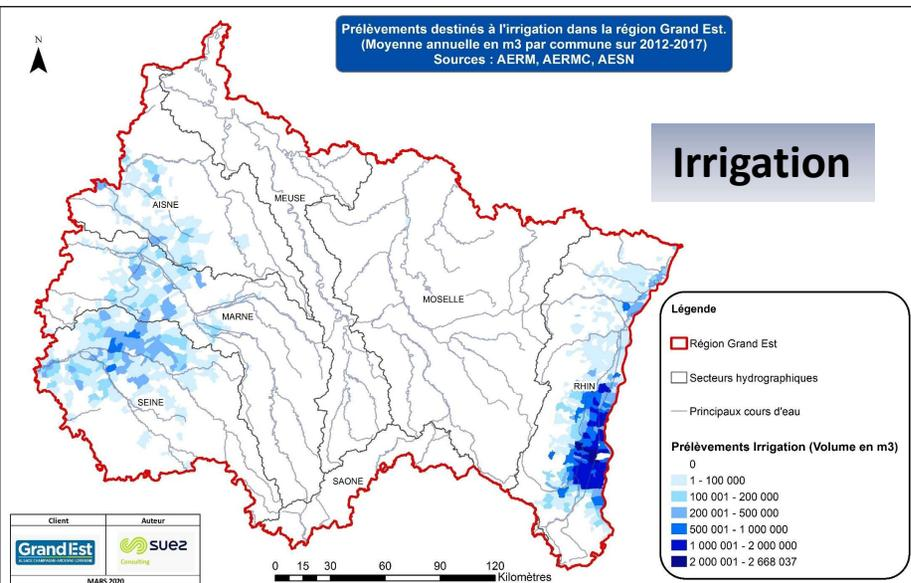 Prélèvements destinés à l'irrigation dans la région Grand Est.
(Moyenne annuelle en m3 par commune sur 2012-2017)
Sources : AERM, AERMC, AESN
N
Irrigation
AISNE
MEUSE
MOSELLE
MARNE
RHIN
SEINE
SAONE
Légende
Région Grand Est
Secteurs hydrographiques
Principaux cours d'eau
Prélèvements Irrigation (Volume en m3)
0
1 - 100 000
100 001 - 200 000
200 001 - 500 000
500 001 - 1 000 000
1 000 001 - 2 000 000
2 000 001 - 2 668 037
Client
Auteur
Grand Est
ALSACE CHAMPAGNE-ARDENNE LORRAINE
suez
Consulting
MARS 2020
0 15 30 60 90 120
Kilomètres